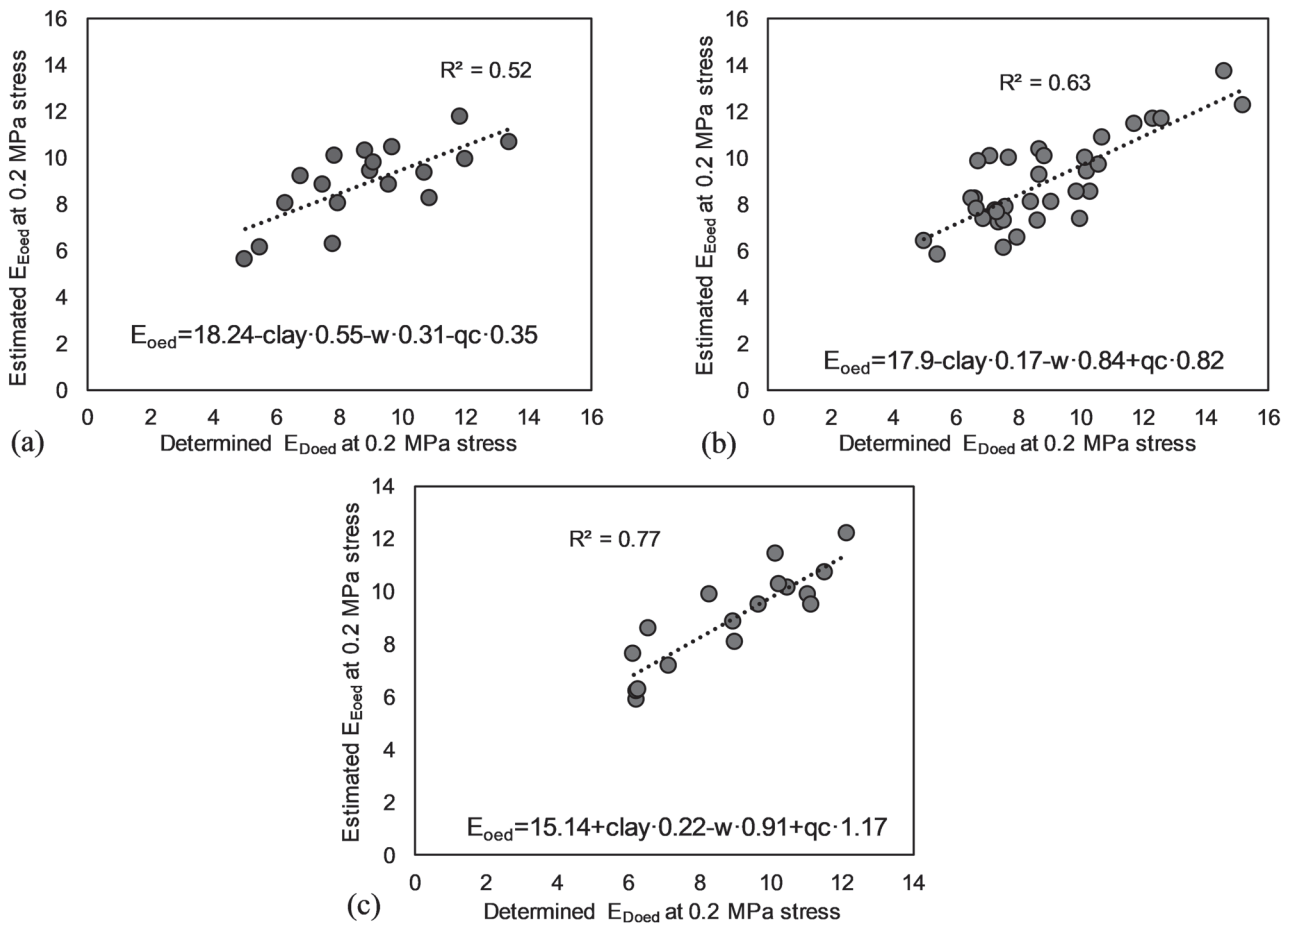 16
14
12
10
8
6
4
2
0
Estimated E_Eoed at 0.2 MPa stress
R² = 0.52
E_oed=18.24-clay·0.55-w·0.31-qc·0.35
0 2 4 6 8 10 12 14 16
(a) Determined E_Doed at 0.2 MPa stress
16
14
12
10
8
6
4
2
0
Estimated E_Eoed at 0.2 MPa stress
R² = 0.63
E_oed=17.9-clay·0.17-w·0.84+qc·0.82
0 2 4 6 8 10 12 14 16
(b) Determined E_Doed at 0.2 MPa stress
14
12
10
8
6
4
2
0
Estimated E_Eoed at 0.2 MPa stress
R² = 0.77
E_oed=15.14+clay·0.22-w·0.91+qc·1.17
0 2 4 6 8 10 12 14
(c) Determined E_Doed at 0.2 MPa stress